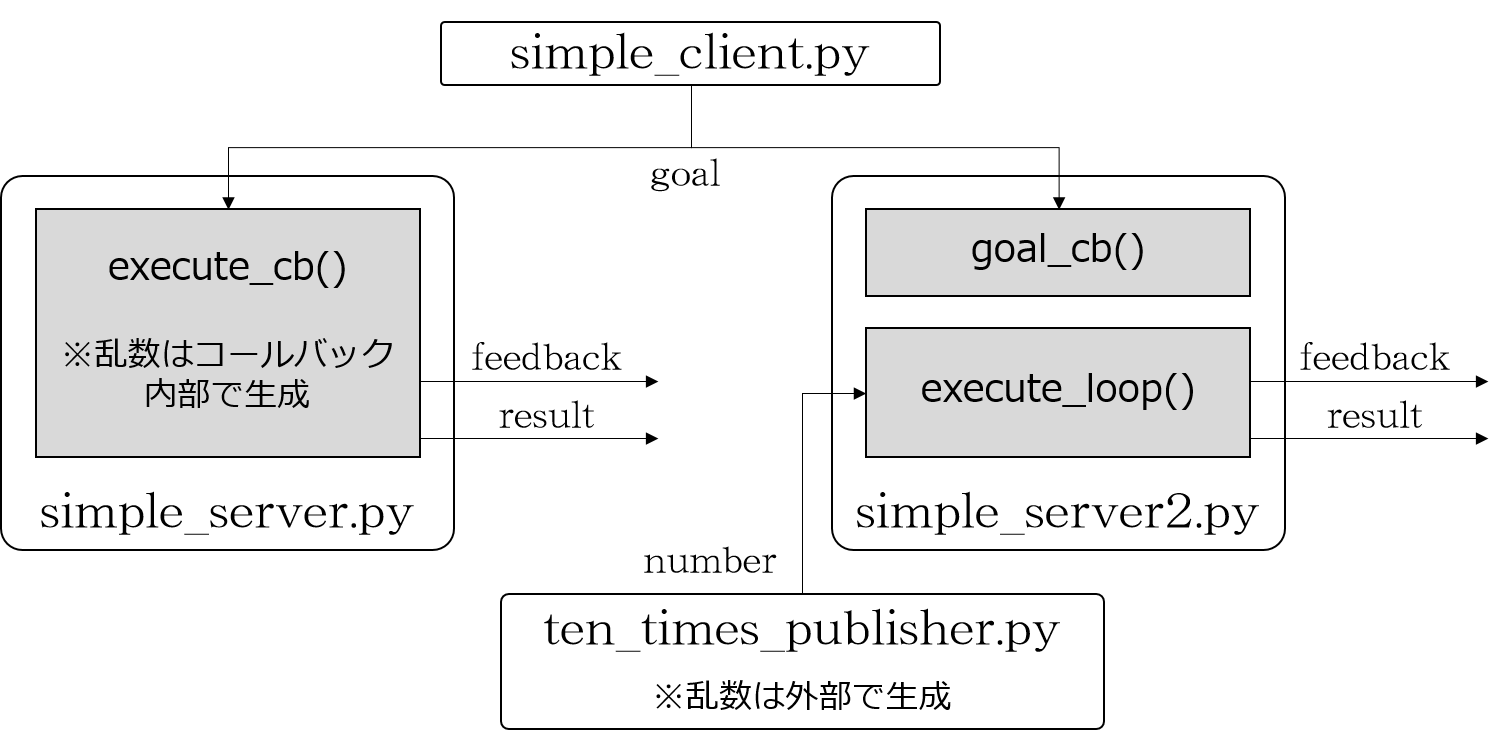 simple_client.py
goal
execute_cb()
※乱数はコールバック
内部で生成
feedback
result
simple_server.py
goal_cb()
execute_loop()
feedback
result
simple_server2.py
number
ten_times_publisher.py
※乱数は外部で生成